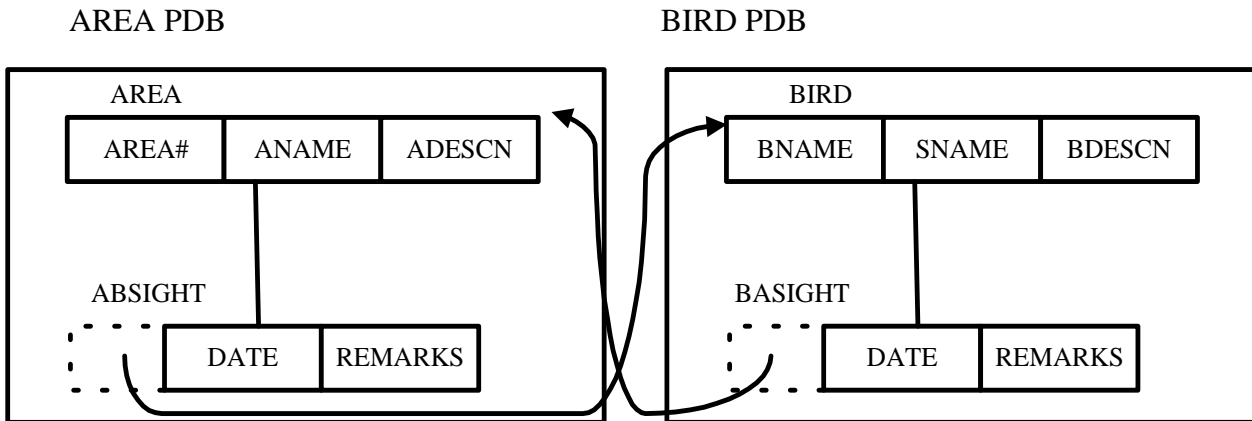 AREA PDB BIRD PDB
AREA BIRD
AREA# ANAME ADESCN BNAME SNAME BDESCN
ABSIGHT BASIGHT
DATE REMARKS DATE REMARKS